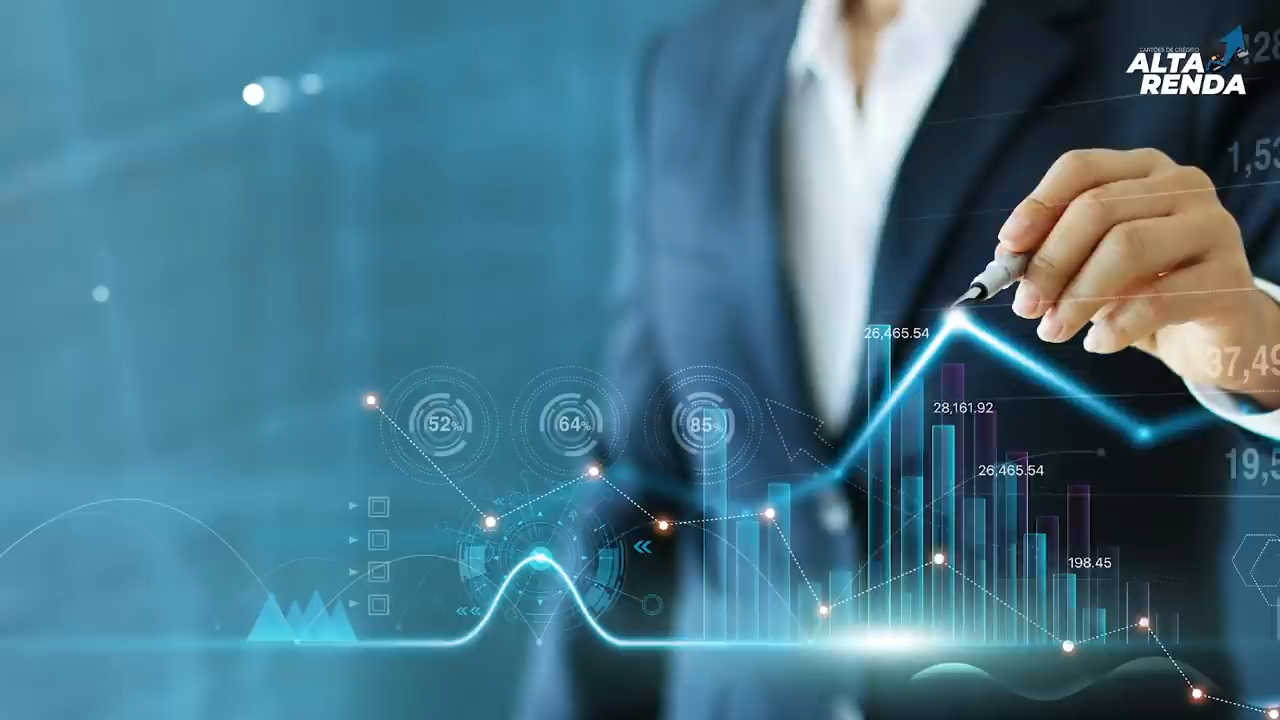 CARTÕES DE CRÉDITO
ALTA
RENDA
26,465.54
28,161.92
52%
64%
85%
26,465.54
198.45